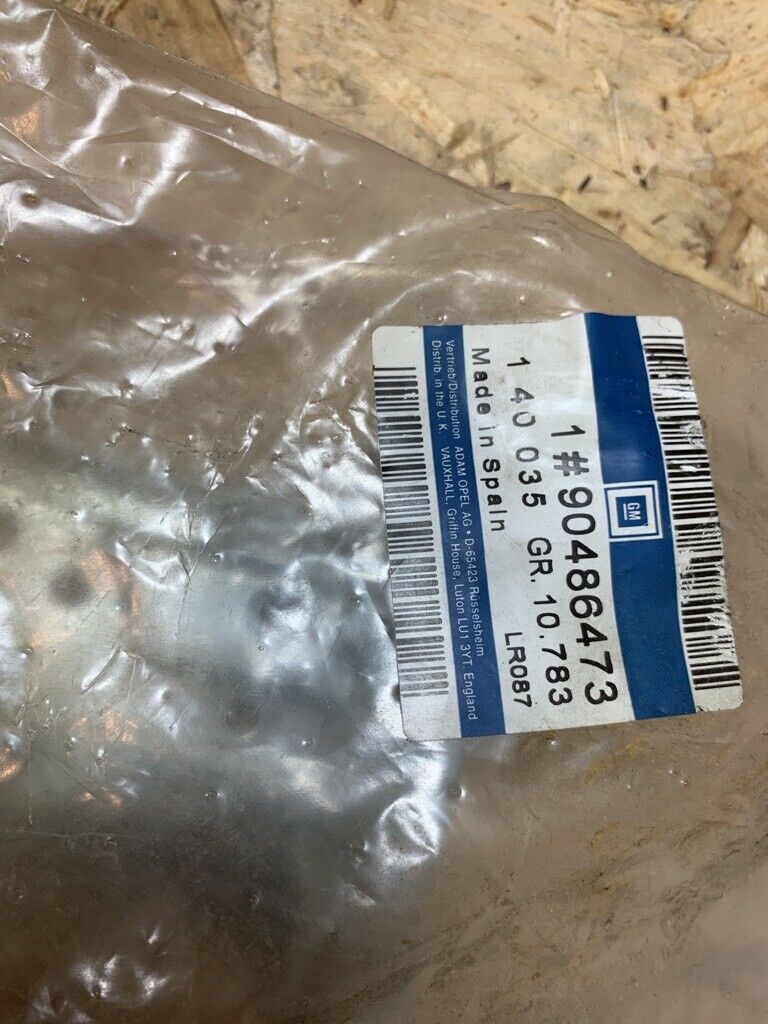 GM
1#90486473
1 40 035 GR. 10.783
Made in Spain LR087
Vertrieb/Distribution ADAM OPEL AG • D-65423 Rüsselsheim
Distrib. in the U. K. VAUXHALL, Griffin House, Luton LU1 3YT. England